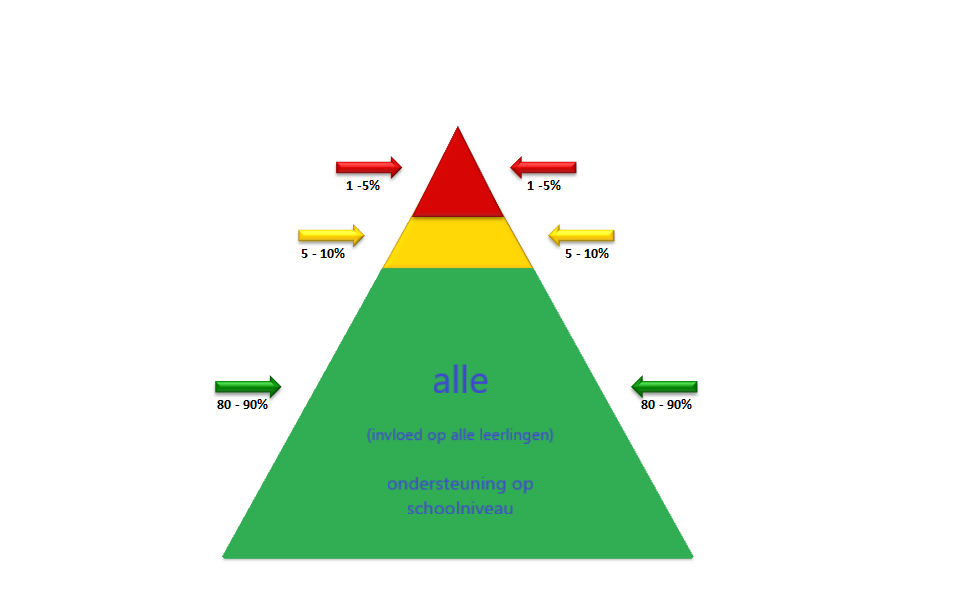 1 -5%
1 -5%
5 - 10%
5 - 10%
alle
80 - 90%
80 - 90%
(invloed op alle leerlingen)
ondersteuning op
schoolniveau